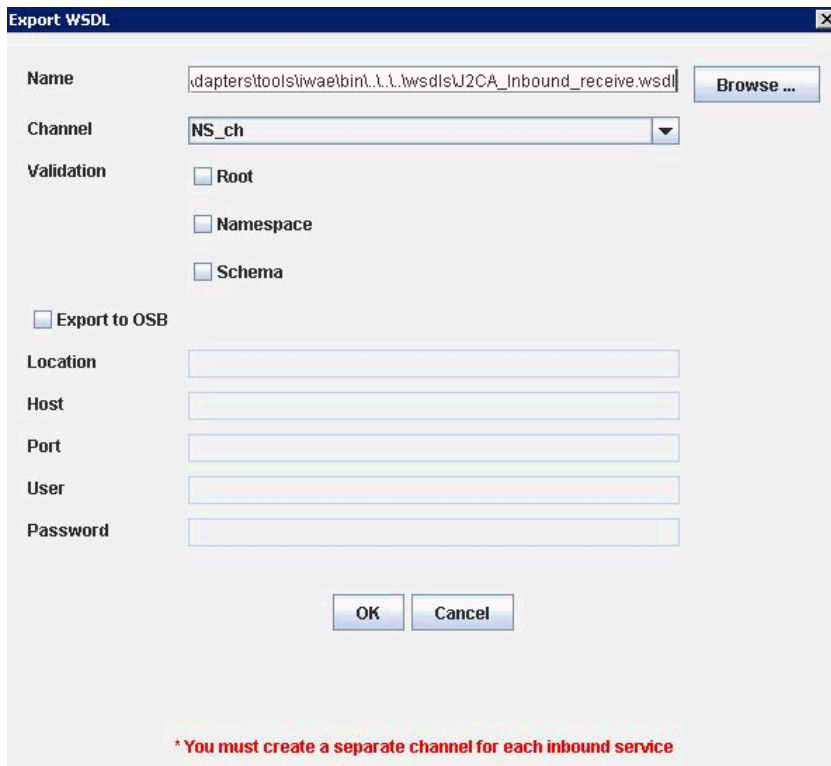 Export WSDL
Name
\dapters\tools\iwae\bin\..\..\..\wsdls\J2CA_Inbound_receive.wsdl
Browse ...
Channel
NS_ch
Validation
Root
Namespace
Schema
Export to OSB
Location
Host
Port
User
Password
OK
Cancel
* You must create a separate channel for each inbound service